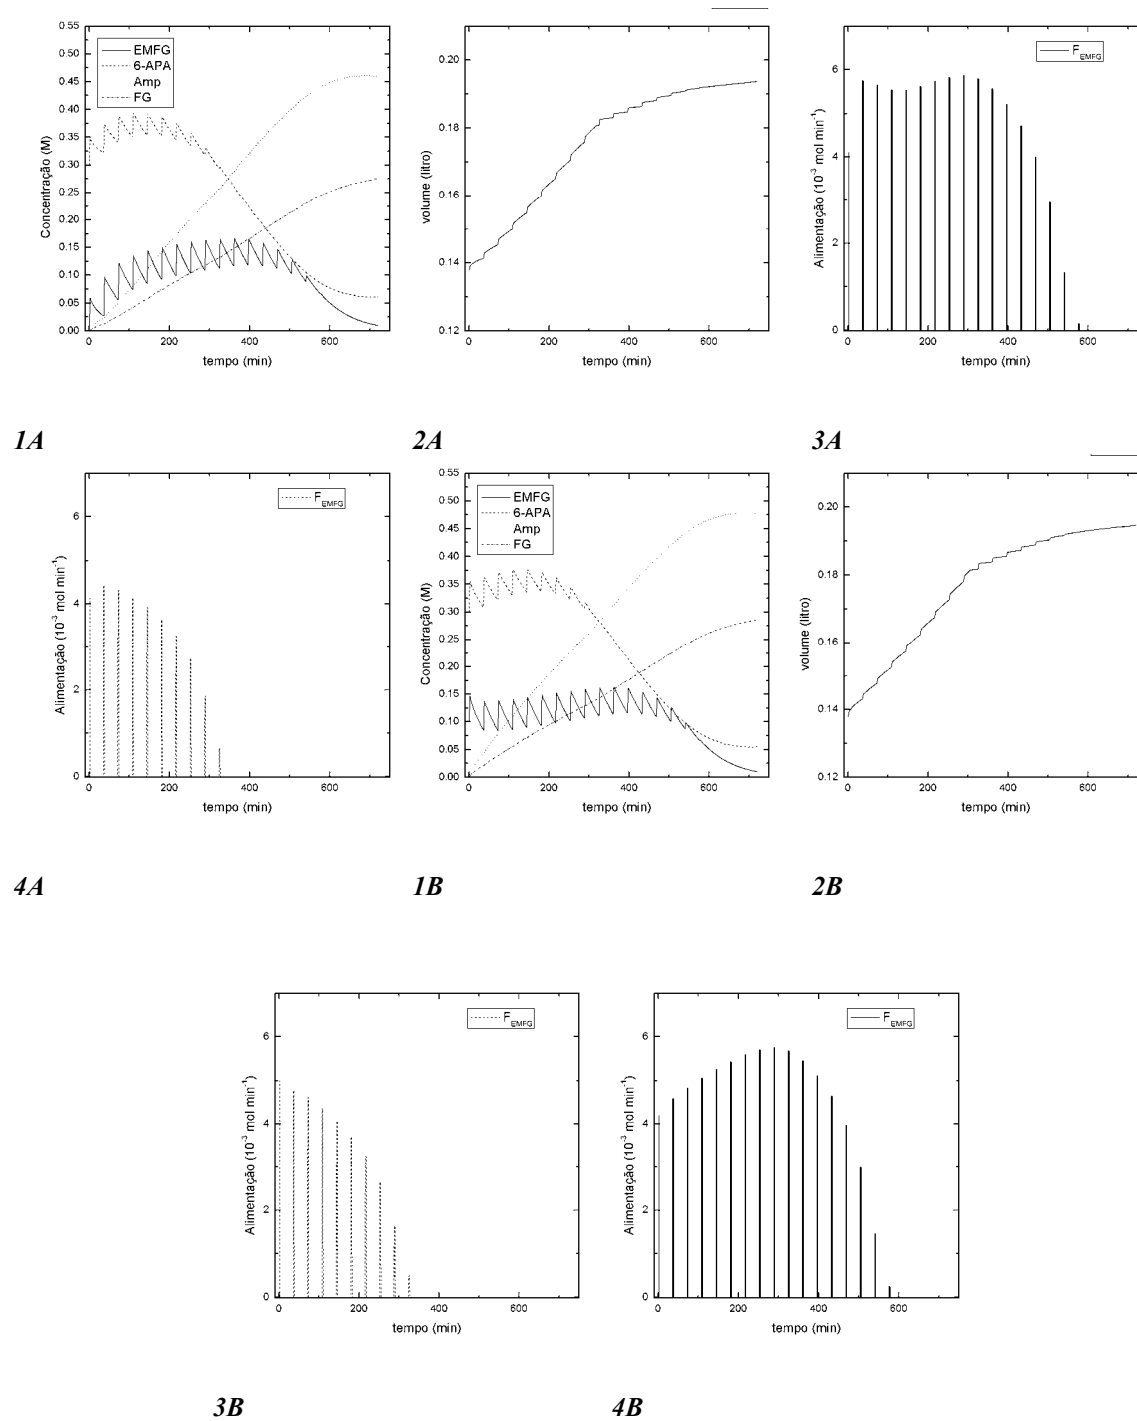 0.55
0.50
0.45
0.40
0.35
0.30
0.25
0.20
0.15
0.10
0.05
0.00
Concentração (M)
EMFG
6-APA
Amp
FG
0 200 400 600
tempo (min)
0.20
0.18
0.16
0.14
0.12
volume (litro)
0 200 400 600
tempo (min)
6
4
2
0
Alimentação (10⁻³ mol min⁻¹)
F EMFG
0 200 400 600
tempo (min)
1A 2A 3A
6
4
2
0
Alimentação (10⁻³ mol min⁻¹)
F EMFG
0 200 400 600
tempo (min)
0.55
0.50
0.45
0.40
0.35
0.30
0.25
0.20
0.15
0.10
0.05
0.00
Concentração (M)
EMFG
6-APA
Amp
FG
0 200 400 600
tempo (min)
0.20
0.18
0.16
0.14
0.12
volume (litro)
0 200 400 600
tempo (min)
4A 1B 2B
6
4
2
0
Alimentação (10⁻³ mol min⁻¹)
F EMFG
0 200 400 600
tempo (min)
6
4
2
0
Alimentação (10⁻³ mol min⁻¹)
F EMFG
0 200 400 600
tempo (min)
3B 4B